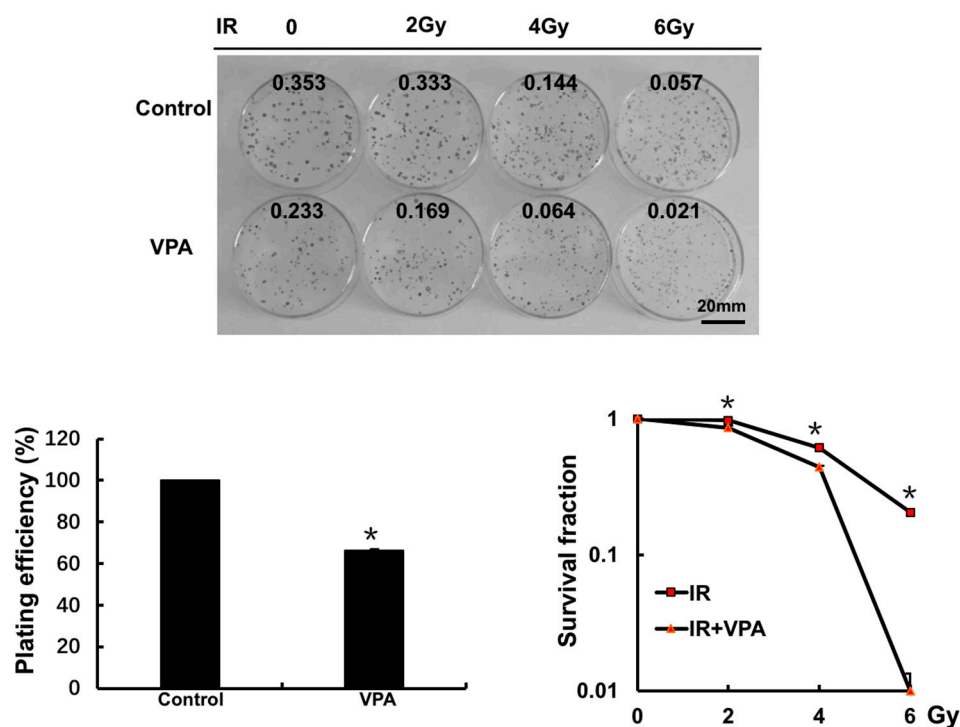 IR 0 2Gy 4Gy 6Gy
Control 0.353 0.333 0.144 0.057
VPA 0.233 0.169 0.064 0.021
20mm
Plating efficiency (%)
120
100
80
60
40
20
0
*
Control VPA
Survival fraction
1
0.1
0.01
* * *
IR
IR+VPA
0 2 4 6 Gy